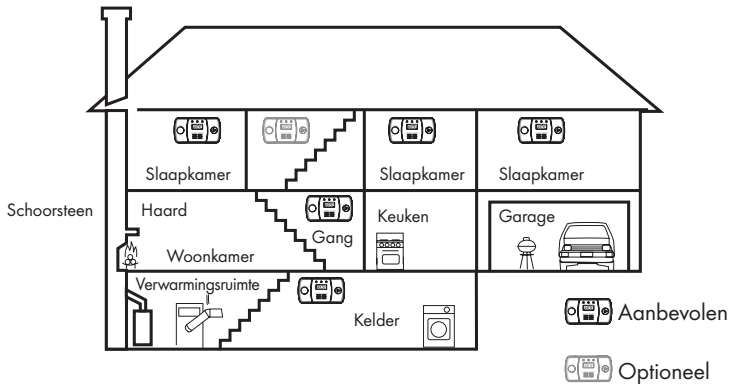 Slaapkamer
Slaapkamer
Slaapkamer
Schoorsteen
Haard
Woonkamer
Gang
Keuken
Garage
Verwarmingsruimte
Kelder
Aanbevolen
Optioneel